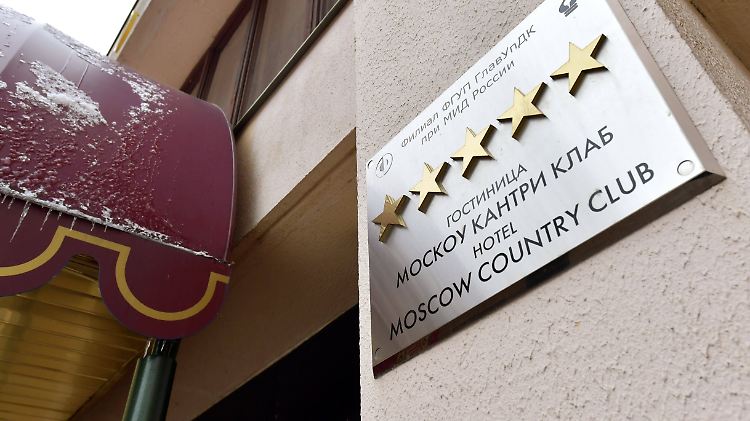 Филиал ФГУП ГлавУпДК
при МИД России
ГОСТИНИЦА
МОСКОУ КАНТРИ КЛАБ
HOTEL
MOSCOW COUNTRY CLUB